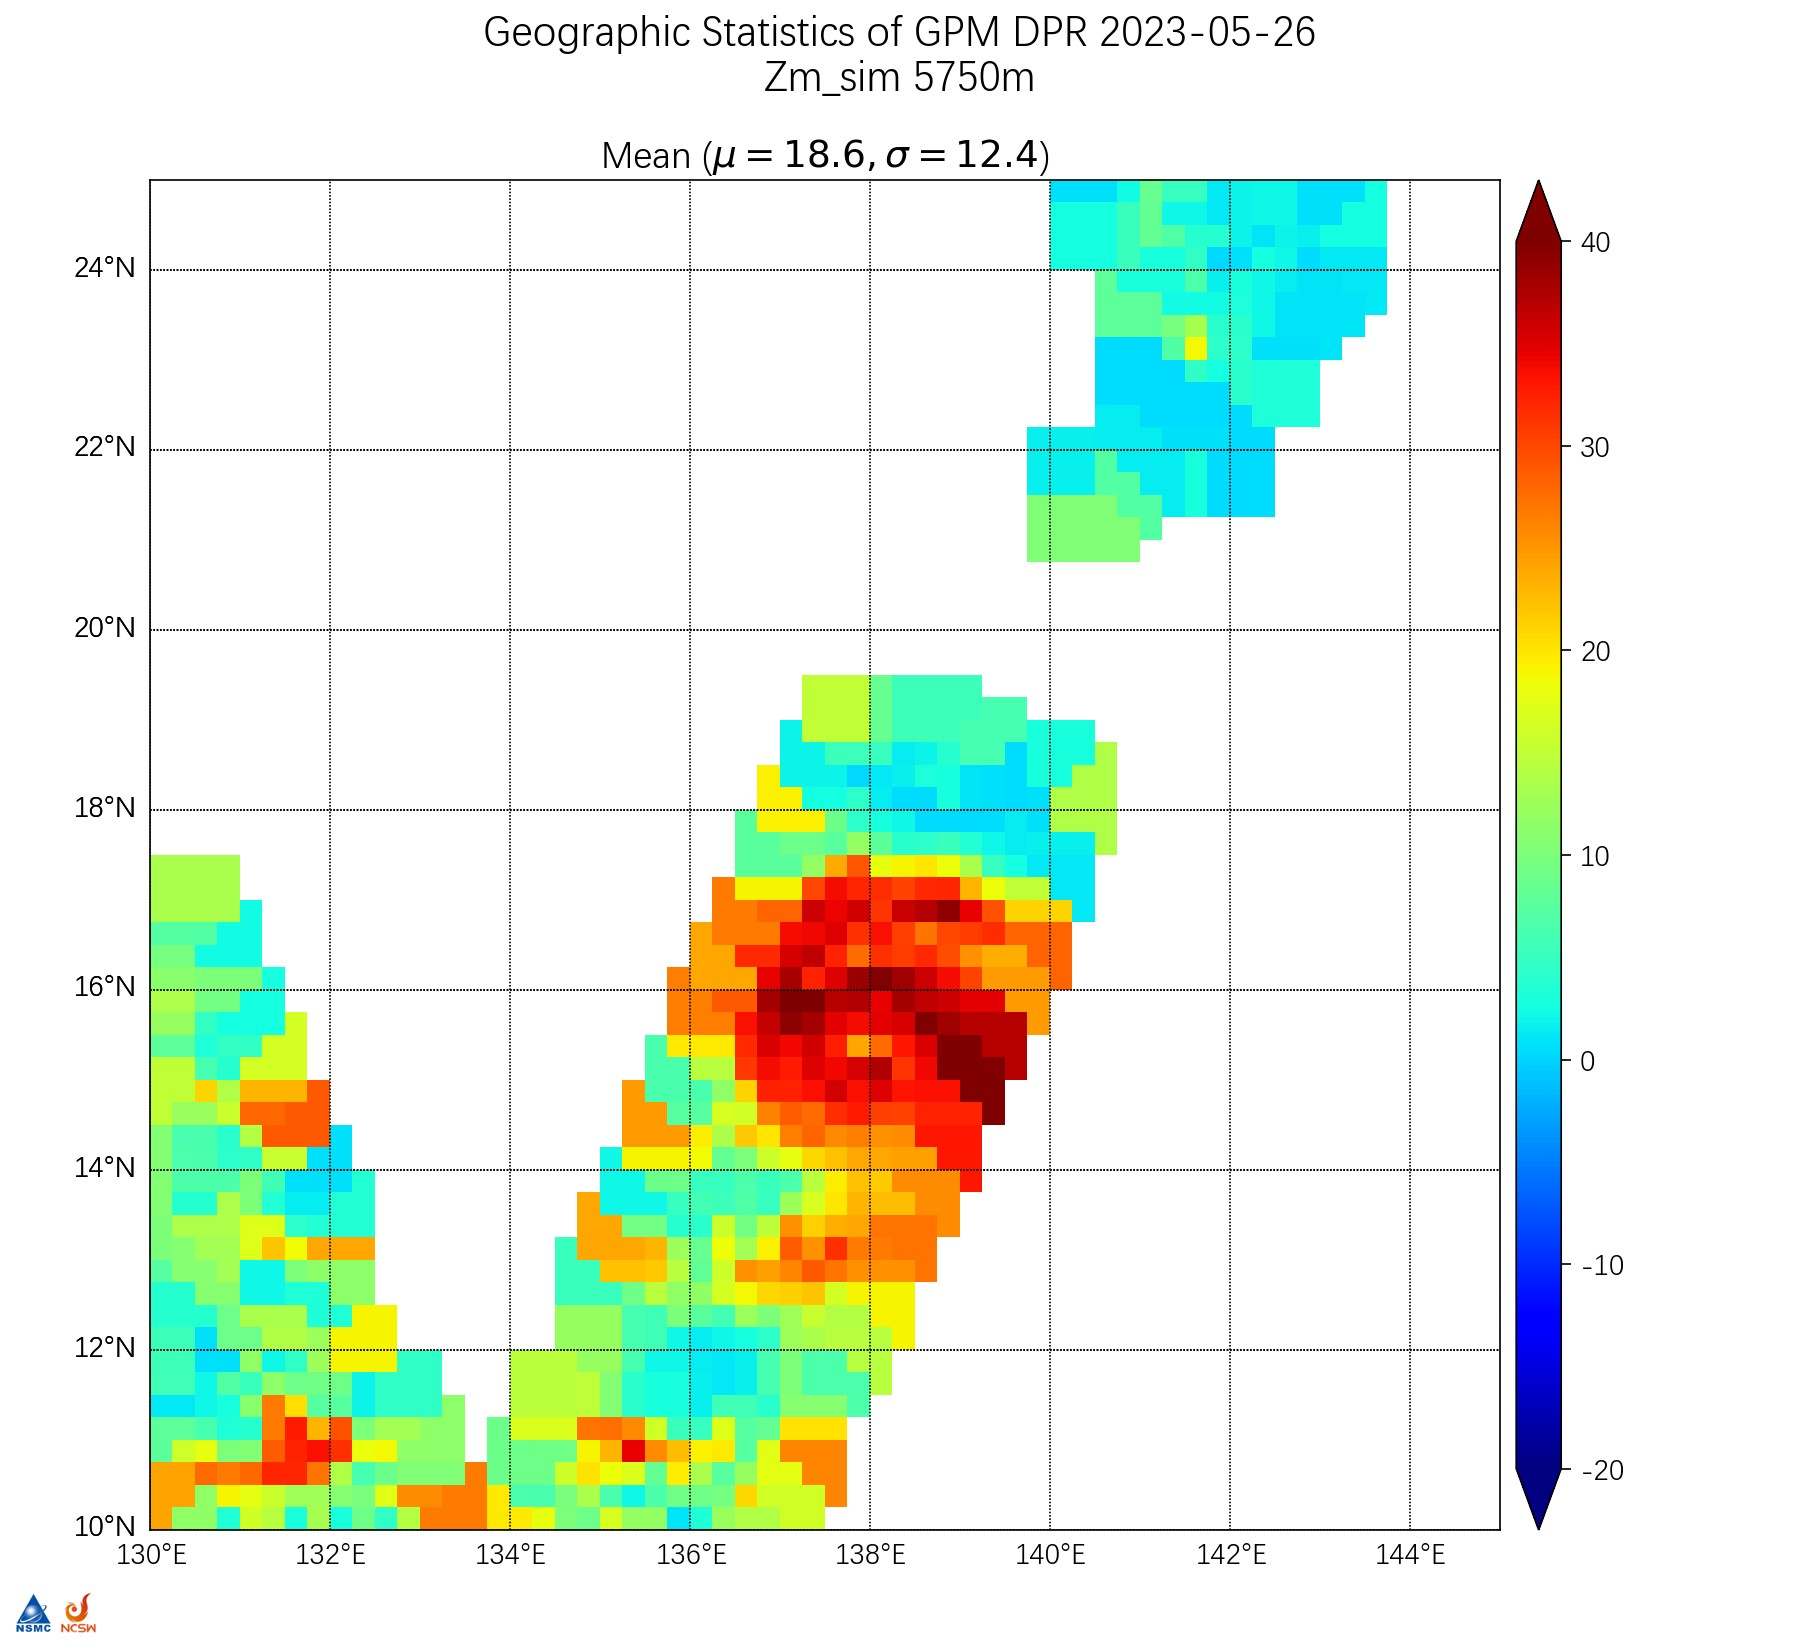 Geographic Statistics of GPM DPR 2023-05-26
Zm_sim 5750m
Mean (μ = 18.6, σ = 12.4)
24°N
22°N
20°N
18°N
16°N
14°N
12°N
10°N
130°E 132°E 134°E 136°E 138°E 140°E 142°E 144°E
40
30
20
10
0
-10
-20
NSMC NCSW